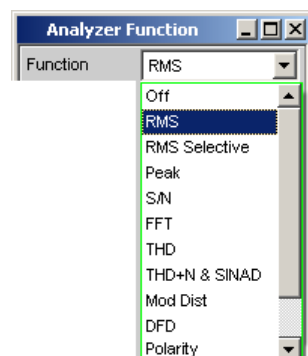 Analyzer Function
Function RMS
Off
RMS
RMS Selective
Peak
S/N
FFT
THD
THD+N & SINAD
Mod Dist
DFD
Polarity